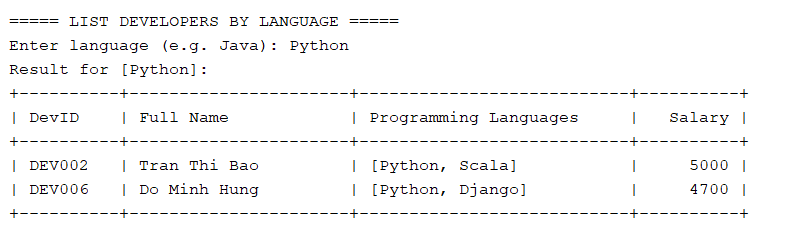 ===== LIST DEVELOPERS BY LANGUAGE =====
Enter language (e.g. Java): Python
Result for [Python]:
+----------+----------------------+---------------------------+----------+
| DevID    | Full Name            | Programming Languages     |   Salary |
+----------+----------------------+---------------------------+----------+
| DEV002   | Tran Thi Bao         | [Python, Scala]           |     5000 |
| DEV006   | Do Minh Hung         | [Python, Django]          |     4700 |
+----------+----------------------+---------------------------+----------+